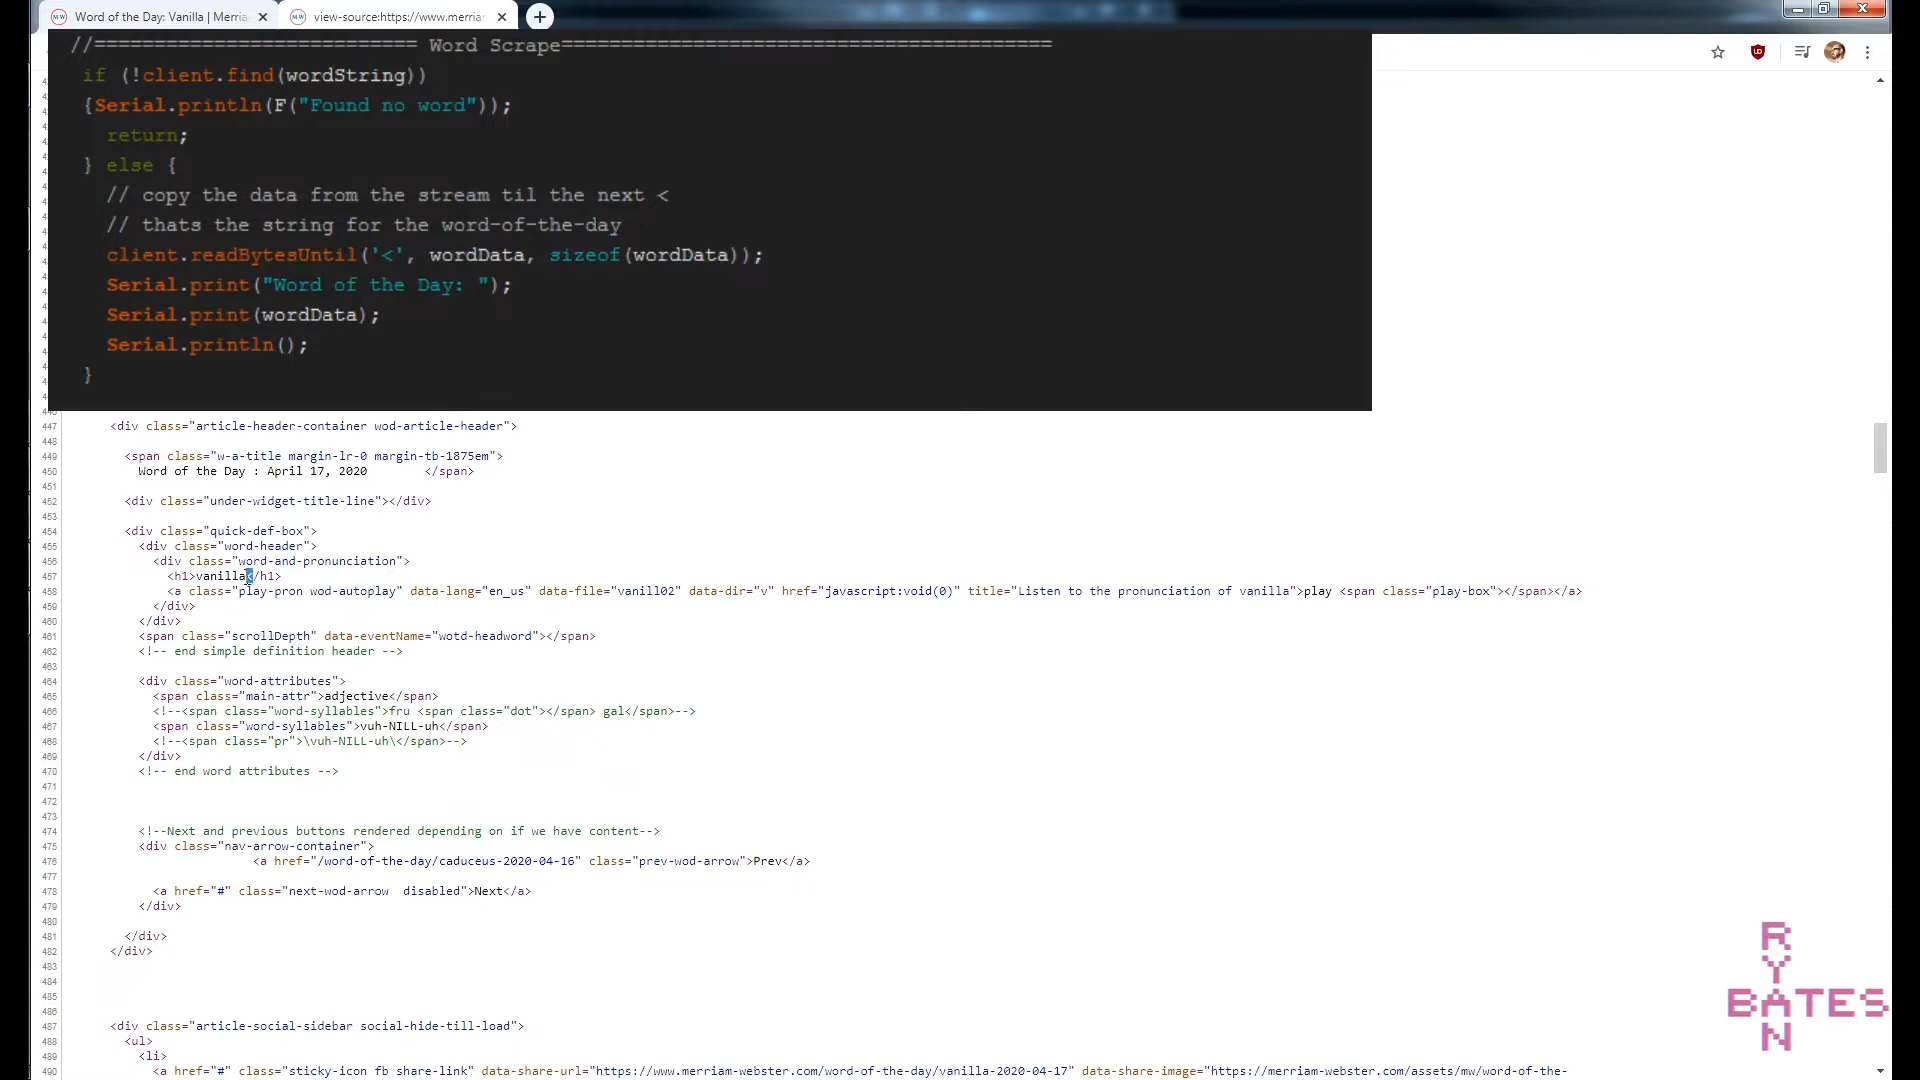 Word of the Day: Vanilla | Merria
view-source:https://www.merrias
//=========================== Word Scrape=========================================
if (!client.find(wordString))
{Serial.println(F("Found no word"));
return;
} else {
// copy the data from the stream til the next <
// thats the string for the word-of-the-day
client.readBytesUntil('<', wordData, sizeof(wordData));
Serial.print("Word of the Day: ");
Serial.print(wordData);
Serial.println();
}
447 <div class="article-header-container wod-article-header">
448
449 <span class="w-a-title margin-lr-0 margin-tb-1875em">
450 Word of the Day : April 17, 2020 </span>
451
452 <div class="under-widget-title-line"></div>
453
454 <div class="quick-def-box">
455 <div class="word-header">
456 <div class="word-and-pronunciation">
457 <h1>vanilla</h1>
458 <a class="play-pron wod-autoplay" data-lang="en_us" data-file="vanill02" data-dir="v" href="javascript:void(0)" title="Listen to the pronunciation of vanilla">play <span class="play-box"></span></a>
459 </div>
460 </div>
461 <span class="scrollDepth" data-eventName="wotd-headword"></span>
462 <!-- end simple definition header -->
463
464 <div class="word-attributes">
465 <span class="main-attr">adjective</span>
466 <!--<span class="word-syllables">fru <span class="dot"></span> gal</span>-->
467 <span class="word-syllables">vuh-NILL-uh</span>
468 <!--<span class="pr">\vuh-NILL-uh\</span>-->
469 </div>
470 <!-- end word attributes -->
471
472
473
474 <!--Next and previous buttons rendered depending on if we have content-->
475 <div class="nav-arrow-container">
476 <a href="/word-of-the-day/caduceus-2020-04-16" class="prev-wod-arrow">Prev</a>
477
478 <a href="#" class="next-wod-arrow  disabled">Next</a>
479 </div>
480
481 </div>
482 </div>
483
484
485
486
487 <div class="article-social-sidebar social-hide-till-load">
488 <ul>
489 <li>
490 <a href="#" class="sticky-icon fb share-link" data-share-url="https://www.merriam-webster.com/word-of-the-day/vanilla-2020-04-17" data-share-image="https://merriam-webster.com/assets/mw/word-of-the-
RYAN
BATES